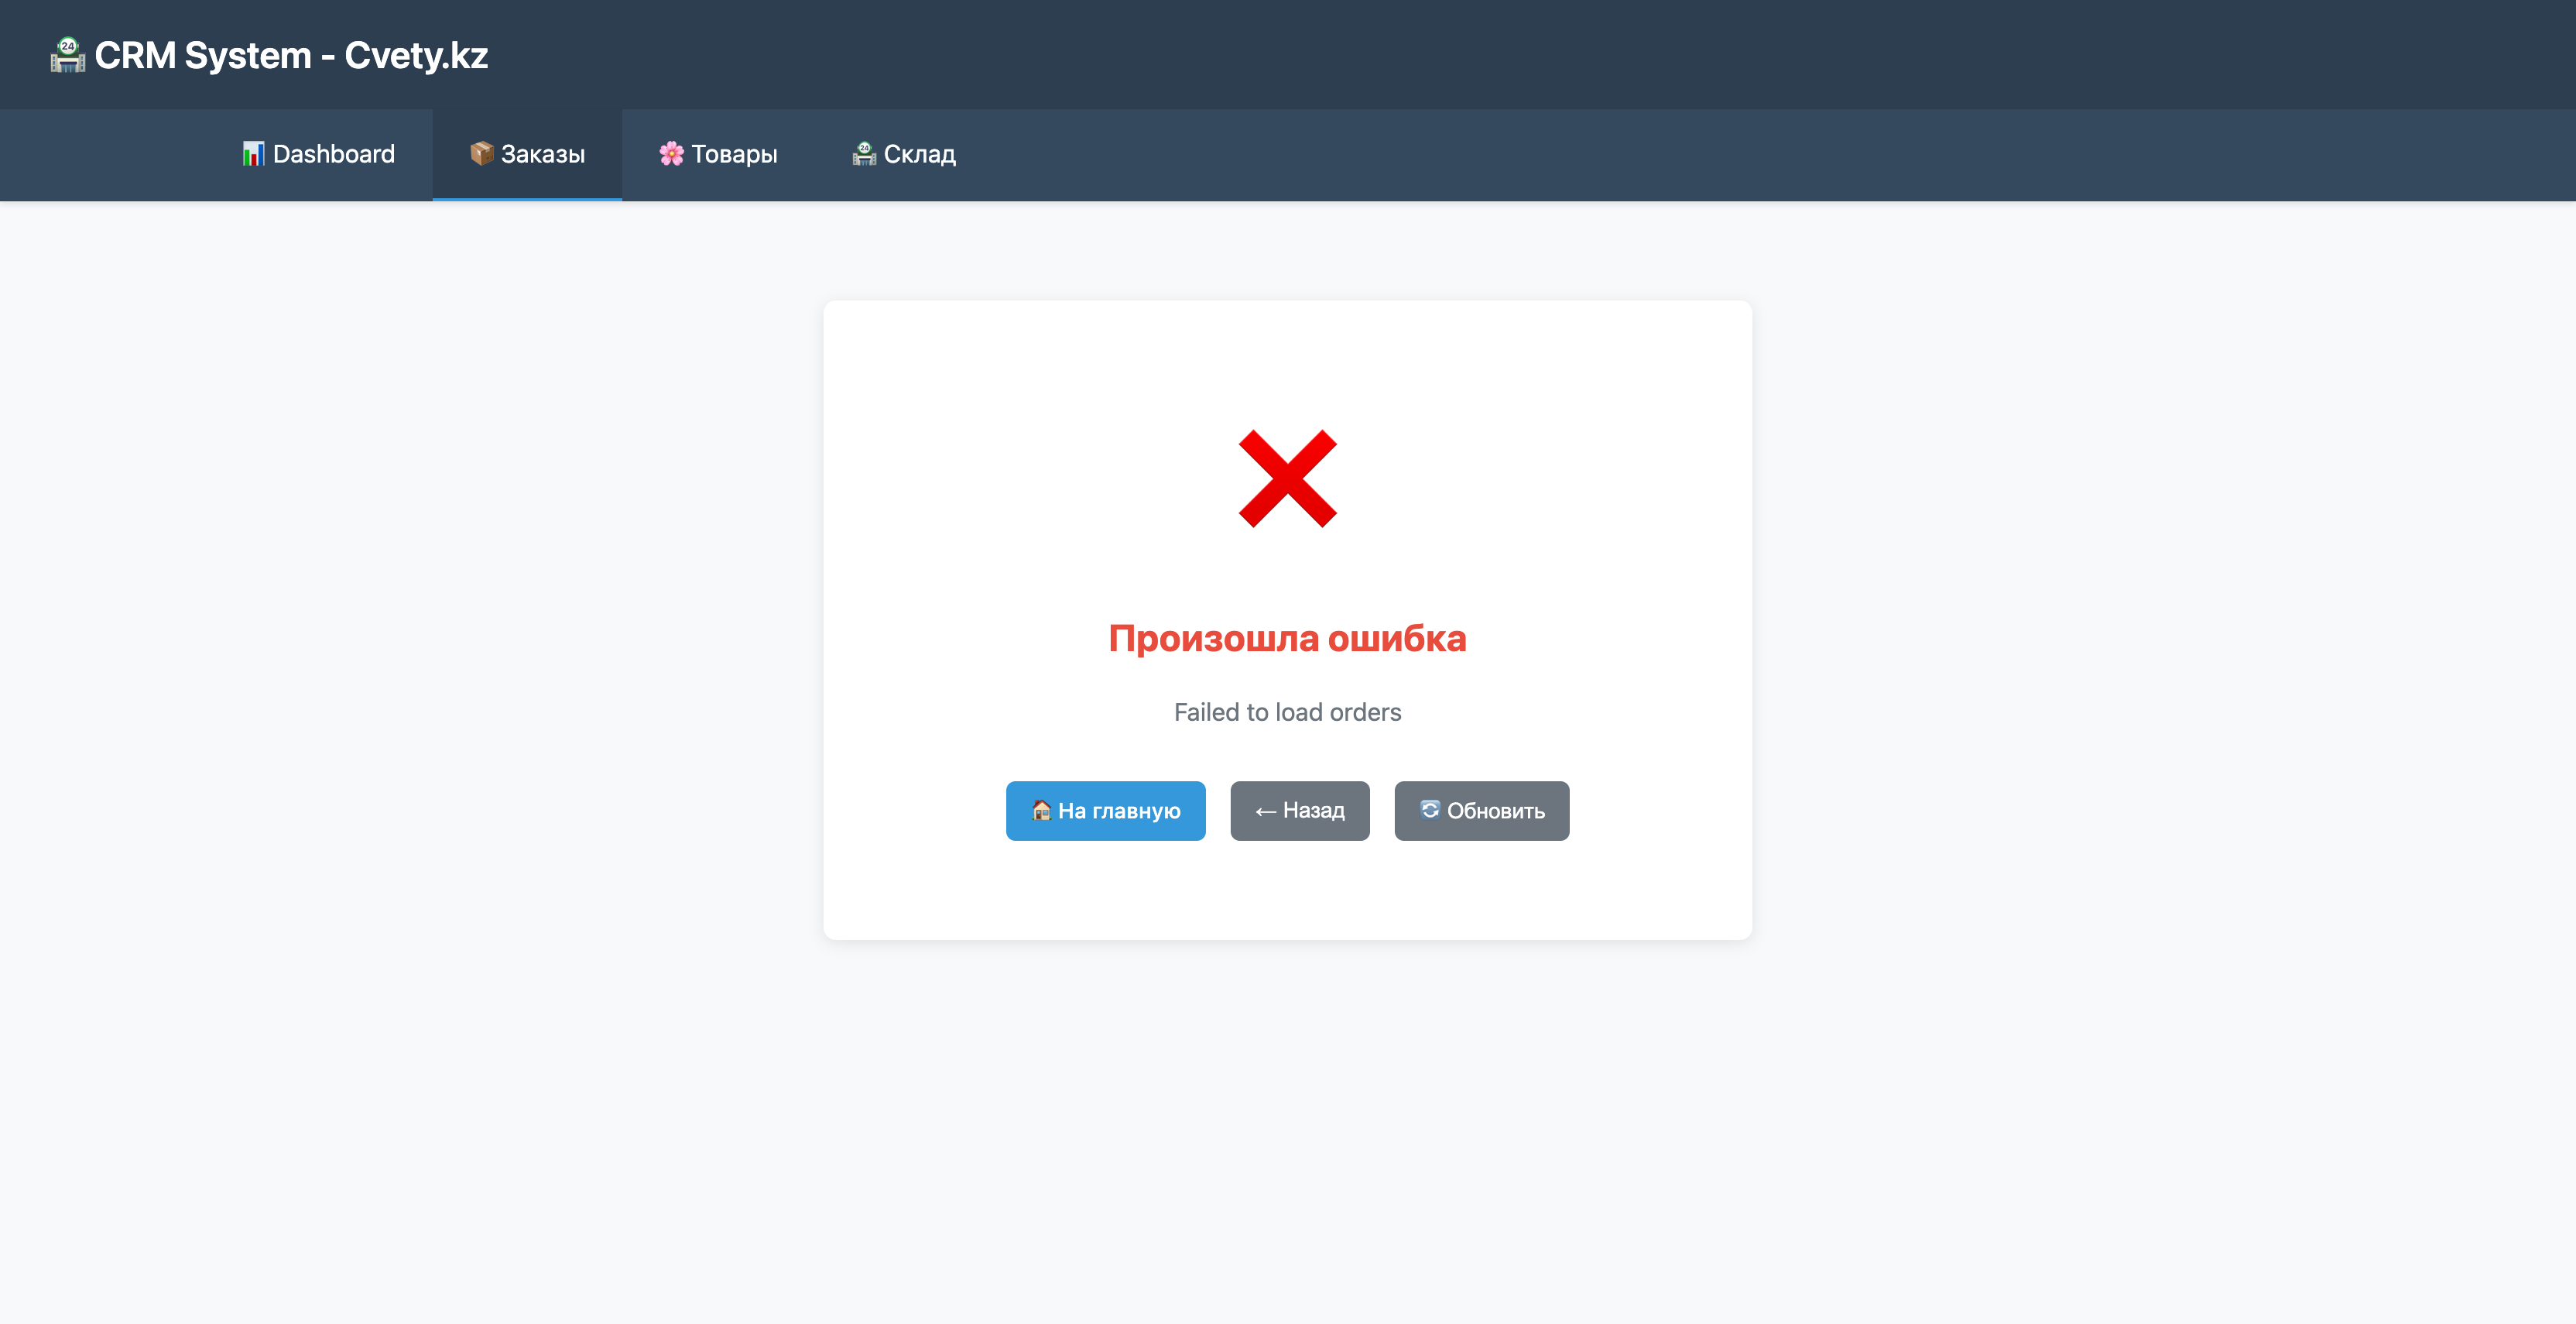 CRM System - Cvety.kz
Dashboard
Заказы
Товары
Склад
Произошла ошибка
Failed to load orders
На главную
← Назад
Обновить